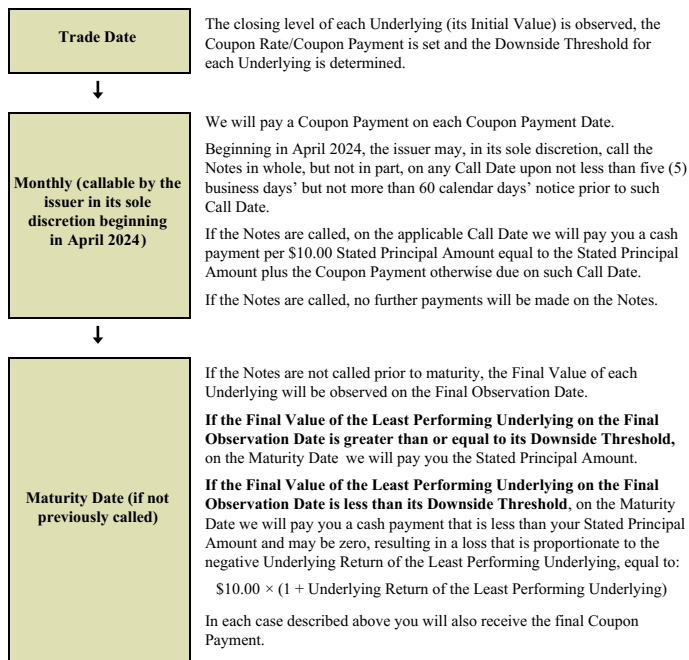 Trade Date
The closing level of each Underlying (its Initial Value) is observed, the
Coupon Rate/Coupon Payment is set and the Downside Threshold for
each Underlying is determined.
Monthly (callable by the
issuer in its sole
discretion beginning
in April 2024)
We will pay a Coupon Payment on each Coupon Payment Date.
Beginning in April 2024, the issuer may, in its sole discretion, call the
Notes in whole, but not in part, on any Call Date upon not less than five (5)
business days’ but not more than 60 calendar days’ notice prior to such
Call Date.
If the Notes are called, on the applicable Call Date we will pay you a cash
payment per $10.00 Stated Principal Amount equal to the Stated Principal
Amount plus the Coupon Payment otherwise due on such Call Date.
If the Notes are called, no further payments will be made on the Notes.
Maturity Date (if not
previously called)
If the Notes are not called prior to maturity, the Final Value of each
Underlying will be observed on the Final Observation Date.
If the Final Value of the Least Performing Underlying on the Final
Observation Date is greater than or equal to its Downside Threshold,
on the Maturity Date we will pay you the Stated Principal Amount.
If the Final Value of the Least Performing Underlying on the Final
Observation Date is less than its Downside Threshold, on the Maturity
Date we will pay you a cash payment that is less than your Stated Principal
Amount and may be zero, resulting in a loss that is proportionate to the
negative Underlying Return of the Least Performing Underlying, equal to:
$10.00 × (1 + Underlying Return of the Least Performing Underlying)
In each case described above you will also receive the final Coupon
Payment.